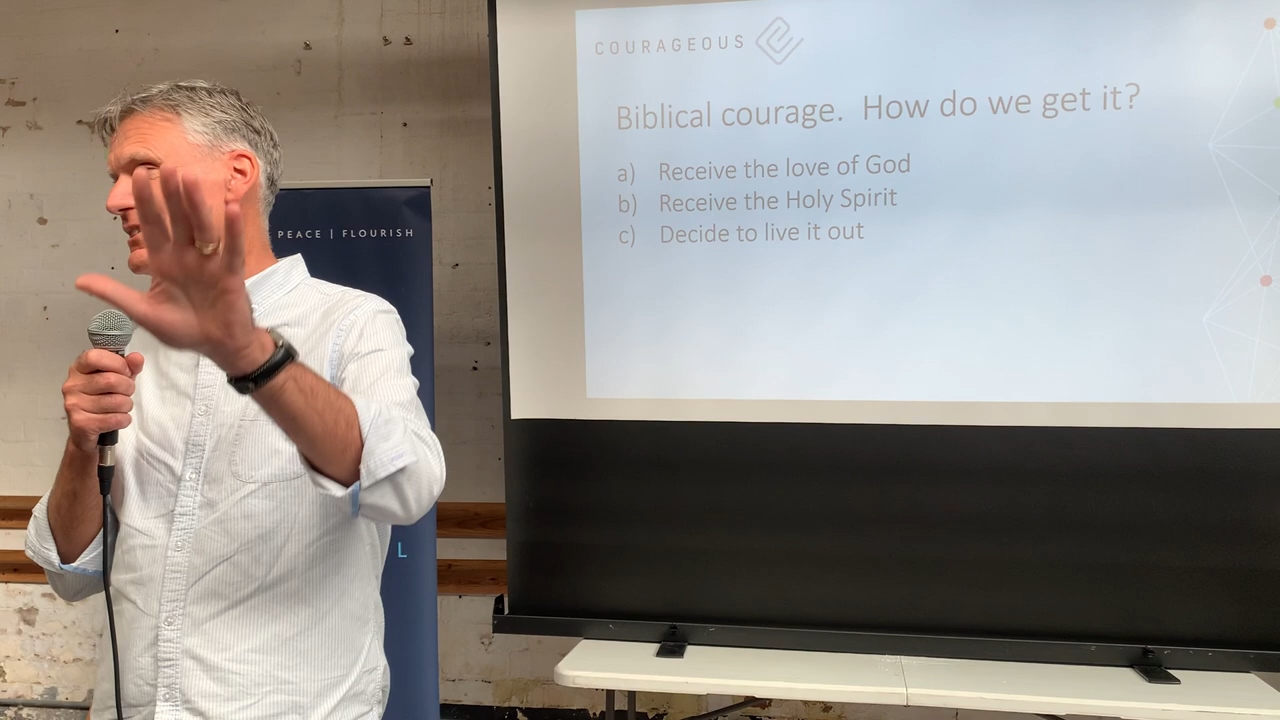 COURAGEOUS
Biblical courage. How do we get it?
a) Receive the love of God
b) Receive the Holy Spirit
c) Decide to live it out
PEACE | FLOURISH
L